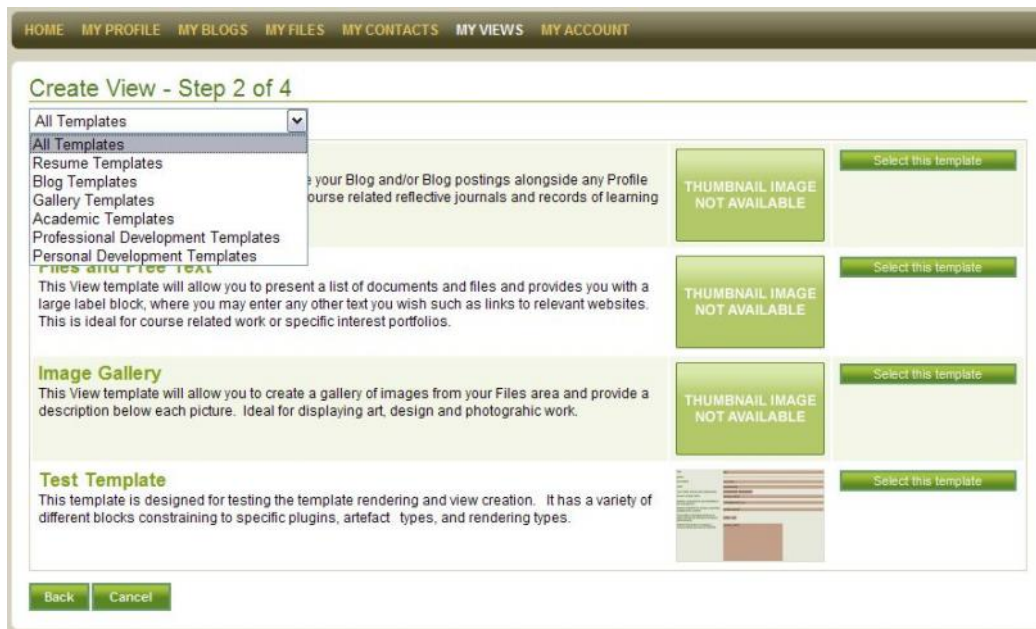 HOME MY PROFILE MY BLOGS MY FILES MY CONTACTS MY VIEWS MY ACCOUNT
Create View - Step 2 of 4
All Templates
All Templates
Resume Templates
Blog Templates
Gallery Templates
Academic Templates
Professional Development Templates
Personal Development Templates
your Blog and/or Blog postings alongside any Profile
course related reflective journals and records of learning
THUMBNAIL IMAGE
NOT AVAILABLE
Select this template
Files and Free Text
This View template will allow you to present a list of documents and files and provides you with a
large label block, where you may enter any other text you wish such as links to relevant websites.
This is ideal for course related work or specific interest portfolios.
THUMBNAIL IMAGE
NOT AVAILABLE
Select this template
Image Gallery
This View template will allow you to create a gallery of images from your Files area and provide a
description below each picture. Ideal for displaying art, design and photograhic work.
THUMBNAIL IMAGE
NOT AVAILABLE
Select this template
Test Template
This template is designed for testing the template rendering and view creation. It has a variety of
different blocks constraining to specific plugins, artefact types, and rendering types.
Select this template
Back Cancel